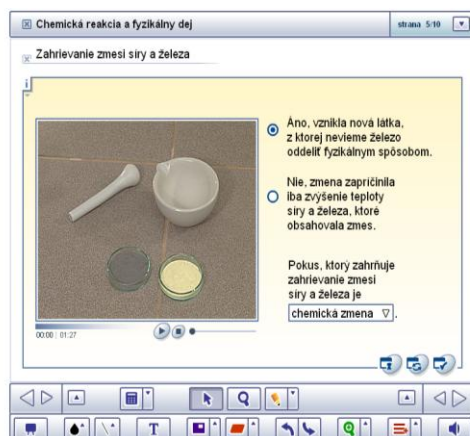 Chemická reakcia a fyzikálny dej
strana 5/10
Zahrievanie zmesi síry a železa
i
Áno, vznikla nová látka,
z ktorej nevieme železo
oddeliť fyzikálnym spôsobom.
Nie, zmena zapríčinila
iba zvýšenie teploty
síry a železa, ktoré
obsahovala zmes.
Pokus, ktorý zahrňuje
zahrievanie zmesi
síry a železa je
chemická zmena .
00:00 | 01:27
T